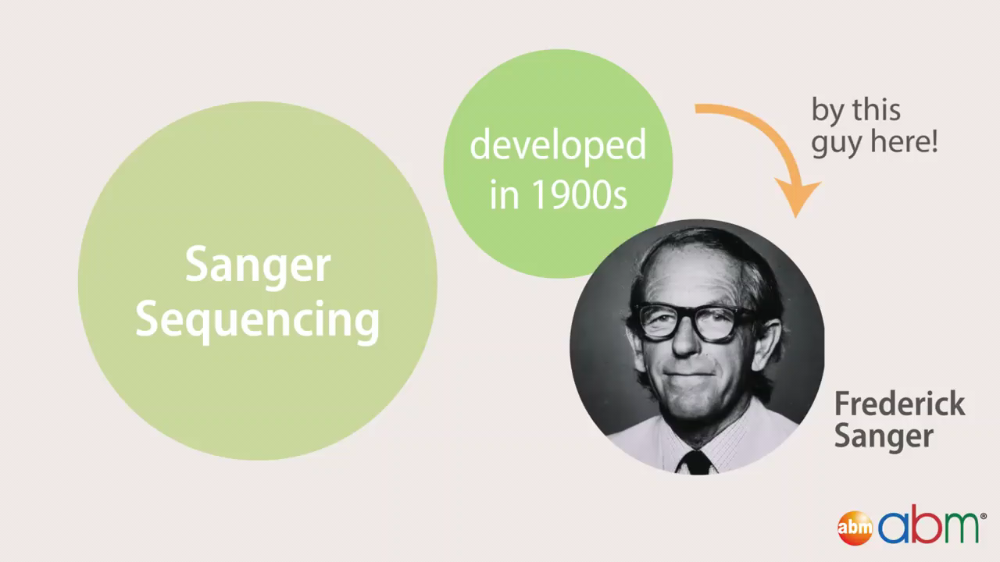 Sanger
Sequencing
developed
in 1900s
by this
guy here!
Frederick
Sanger
abm abm®